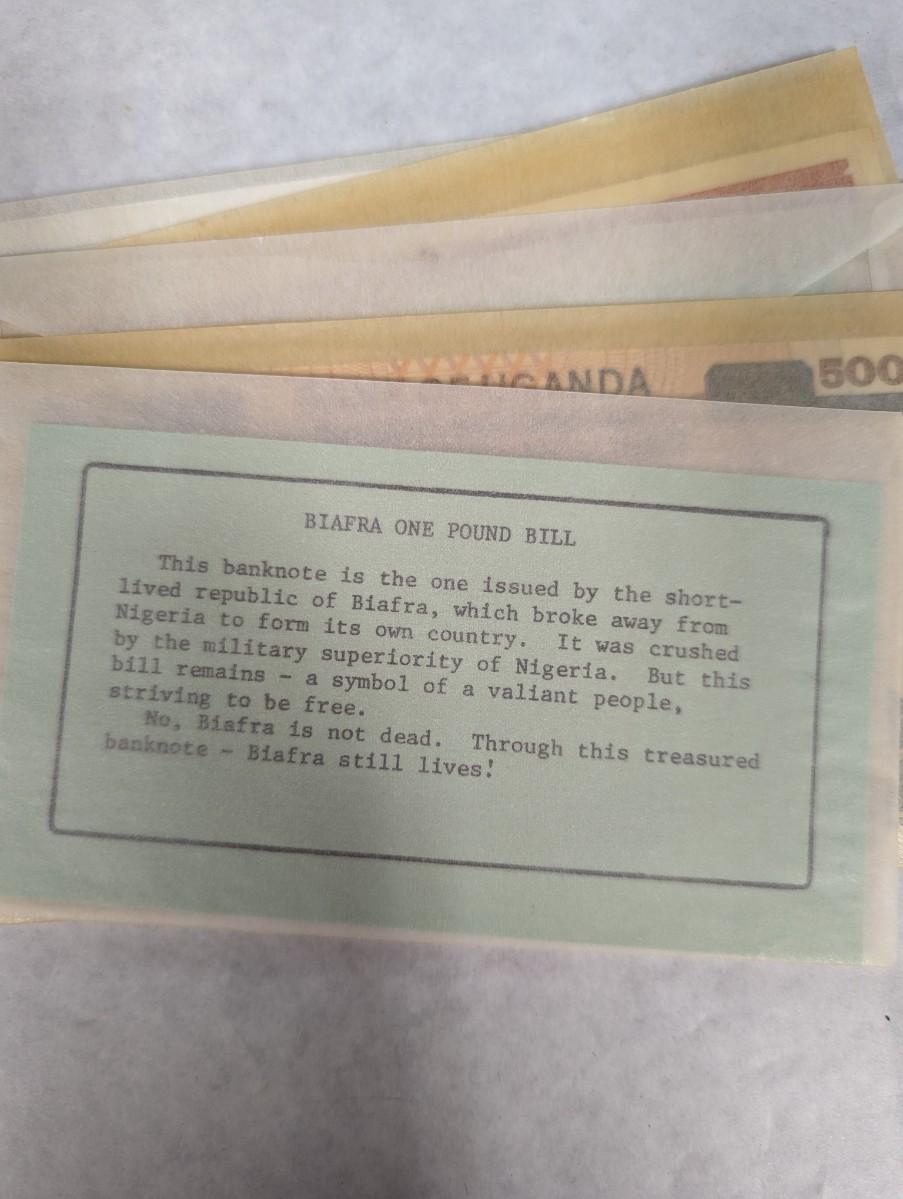 OF UGANDA
500
BIAFRA ONE POUND BILL
This banknote is the one issued by the short-
lived republic of Biafra, which broke away from
Nigeria to form its own country. It was crushed
by the military superiority of Nigeria. But this
bill remains - a symbol of a valiant people,
striving to be free.
No, Biafra is not dead. Through this treasured
banknote - Biafra still lives!